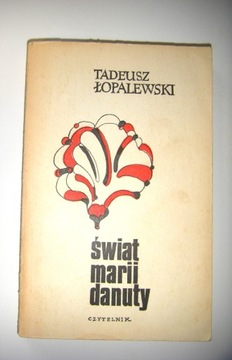 TADEUSZ
ŁOPALEWSKI
świat
marii
danuty
CZYTELNIK